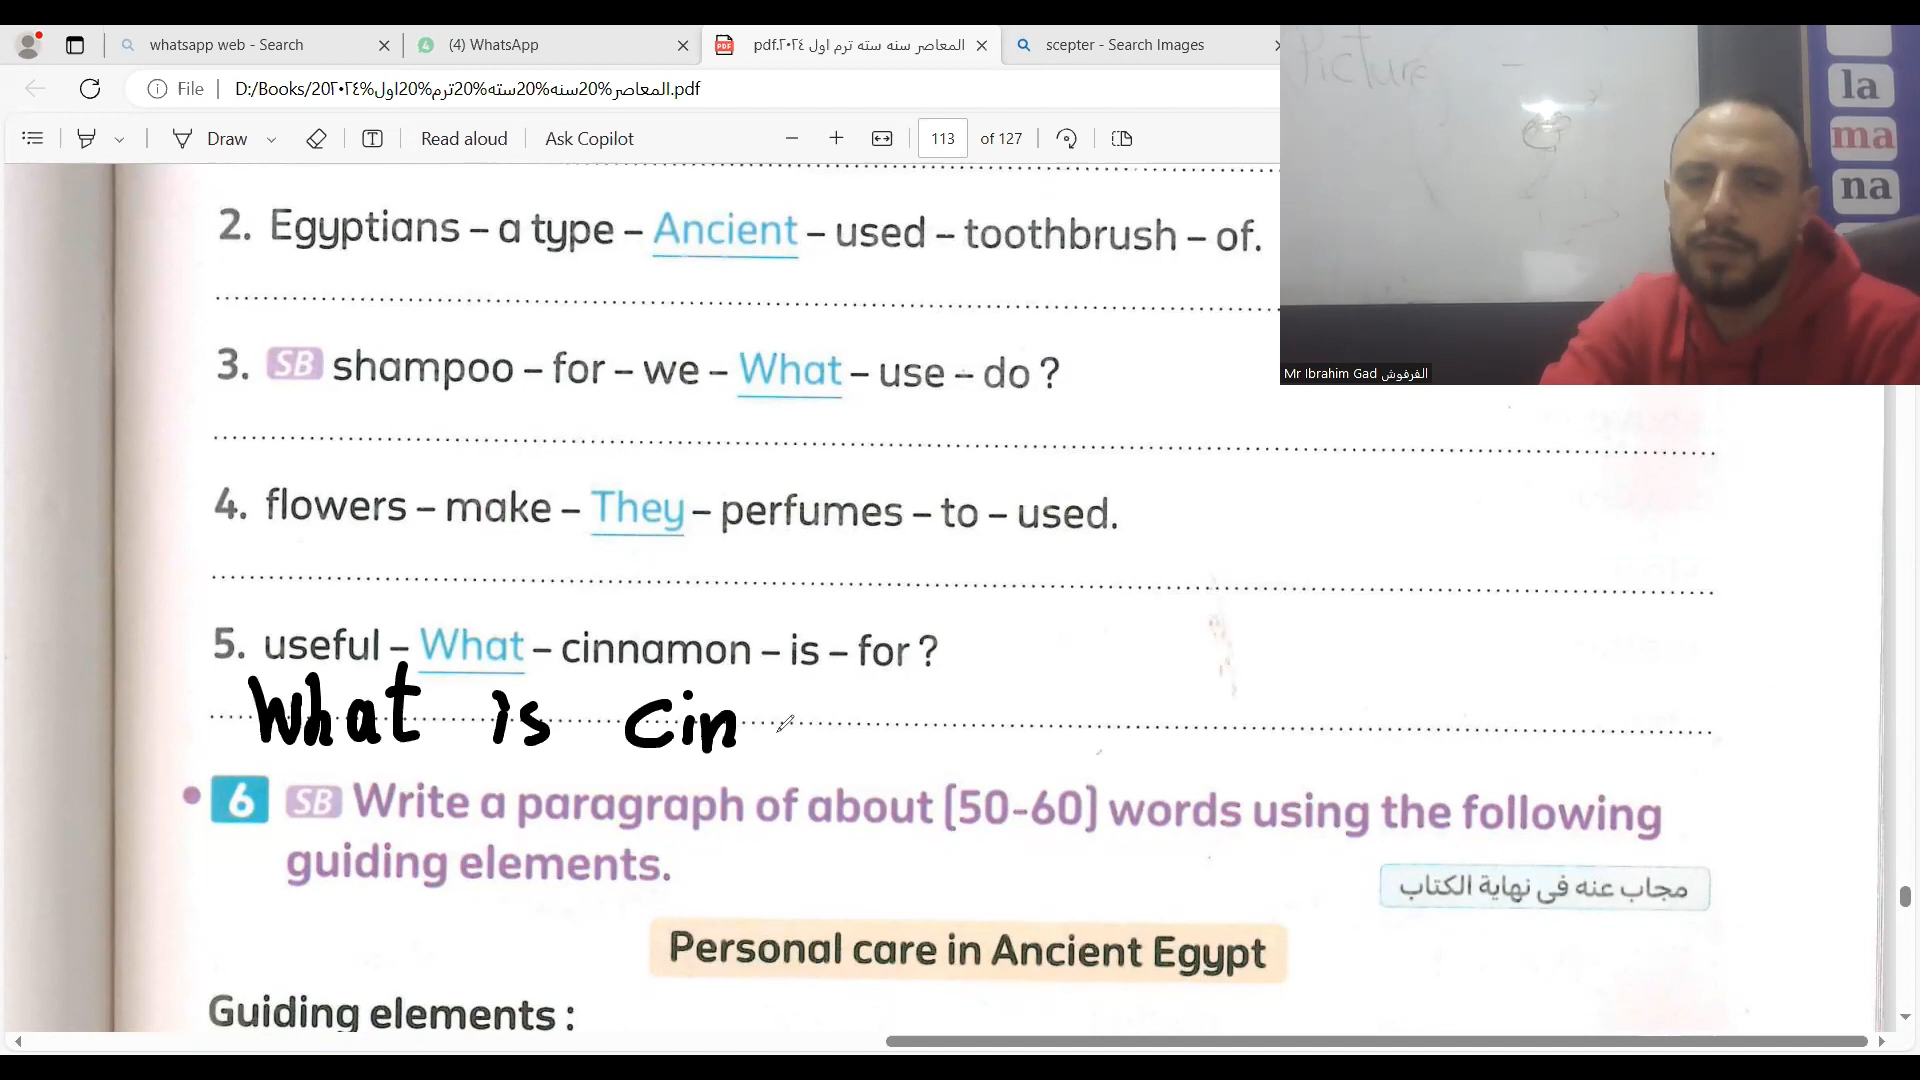 whatsapp web - Search
(4) WhatsApp
المعاصر سنه سته ترم اول ٢٠٢٤.pdf
scepter - Search Images
File
D:/Books/20٢٠٢٤%المعاصر%20سنه%20سته%20ترم%20اول.pdf
Draw
Read aloud
Ask Copilot
113 of 127
Picture
la
ma
na
Mr Ibrahim Gad الفرفوش
2. Egyptians – a type – Ancient – used – toothbrush – of.
3. SB shampoo – for – we – What – use – do ?
4. flowers – make – They – perfumes – to – used.
5. useful – What – cinnamon – is – for ?
What is cin
6 SB Write a paragraph of about [50-60] words using the following
guiding elements.
مجاب عنه فى نهاية الكتاب
Personal care in Ancient Egypt
Guiding elements :